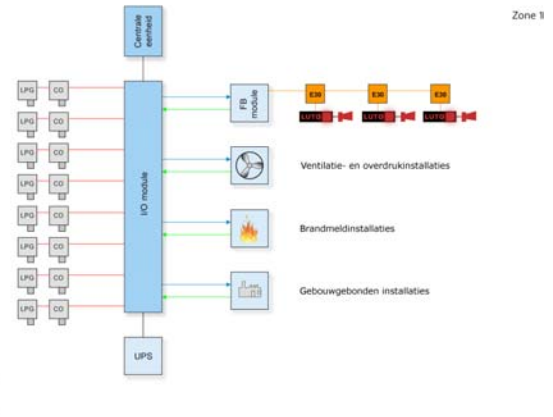 Zone 1
Centrale
eenheid
LPG CO
LPG CO
LPG CO
LPG CO
LPG CO
LPG CO
LPG CO
LPG CO
I/O module
FB
module
E30 E30 E30
LUTO LUTO LUTO
Ventilatie- en overdrukinstallaties
Brandmeldinstallaties
Gebouwgebonden installaties
UPS